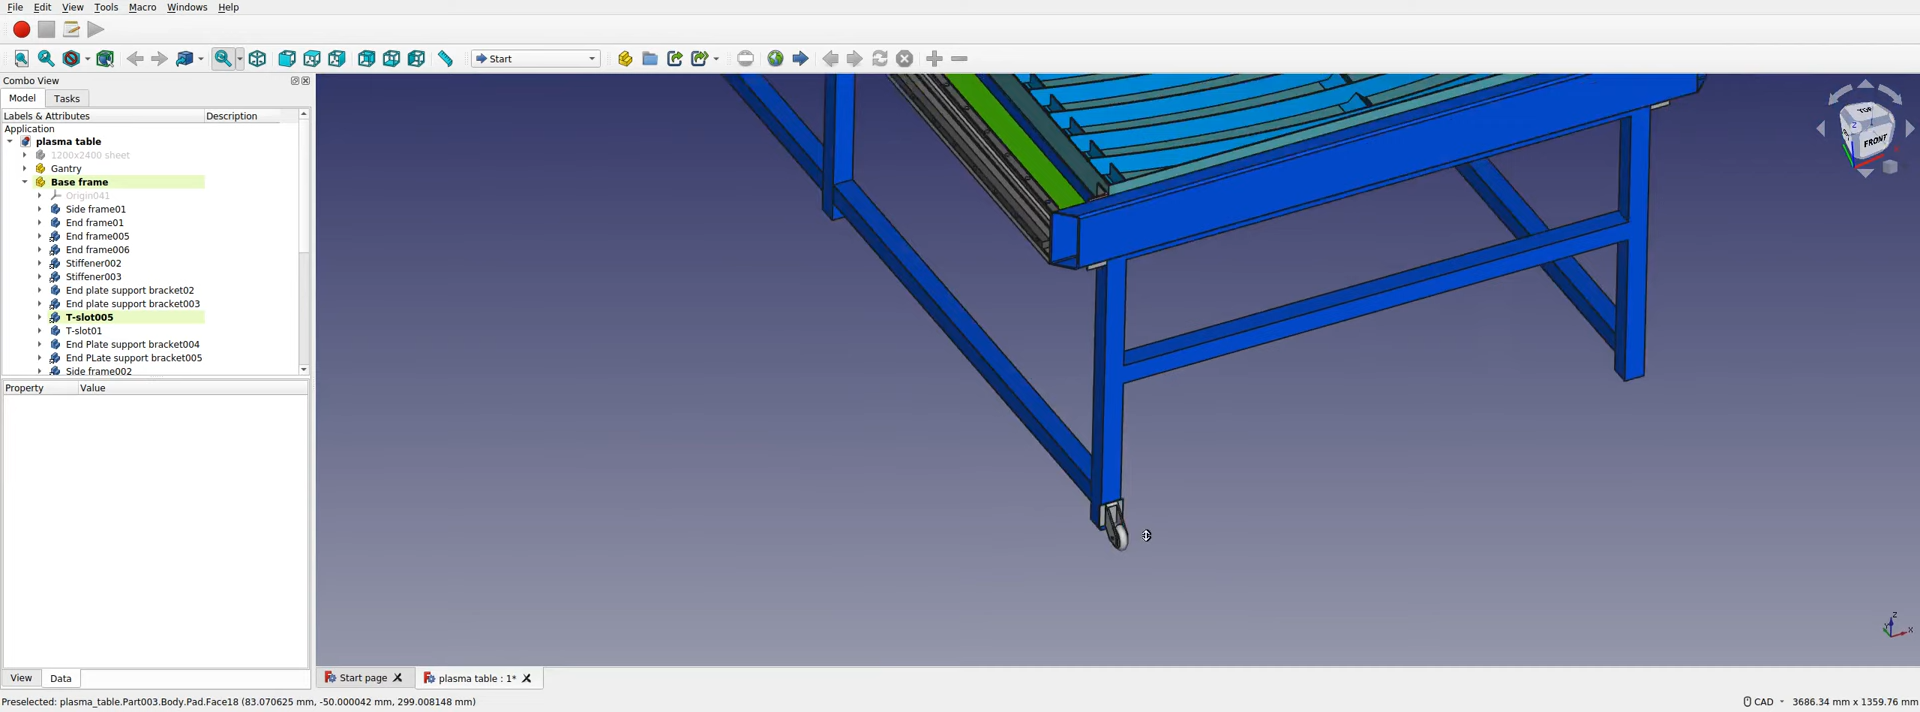 File Edit View Tools Macro Windows Help
Start
Combo View
Model Tasks
Labels & Attributes Description
Application
plasma table
1200x2400 sheet
Gantry
Base frame
Origin041
Side frame01
End frame01
End frame005
End frame006
Stiffener002
Stiffener003
End plate support bracket02
End plate support bracket003
T-slot005
T-slot01
End Plate support bracket004
End PLate support bracket005
Side frame002
Property Value
View Data
TOP
FRONT
Z
Z
X
Start page plasma table : 1*
Preselected: plasma_table.Part003.Body.Pad.Face18 (83.070625 mm, -50.000042 mm, 299.008148 mm)
CAD 3686.34 mm x 1359.76 mm